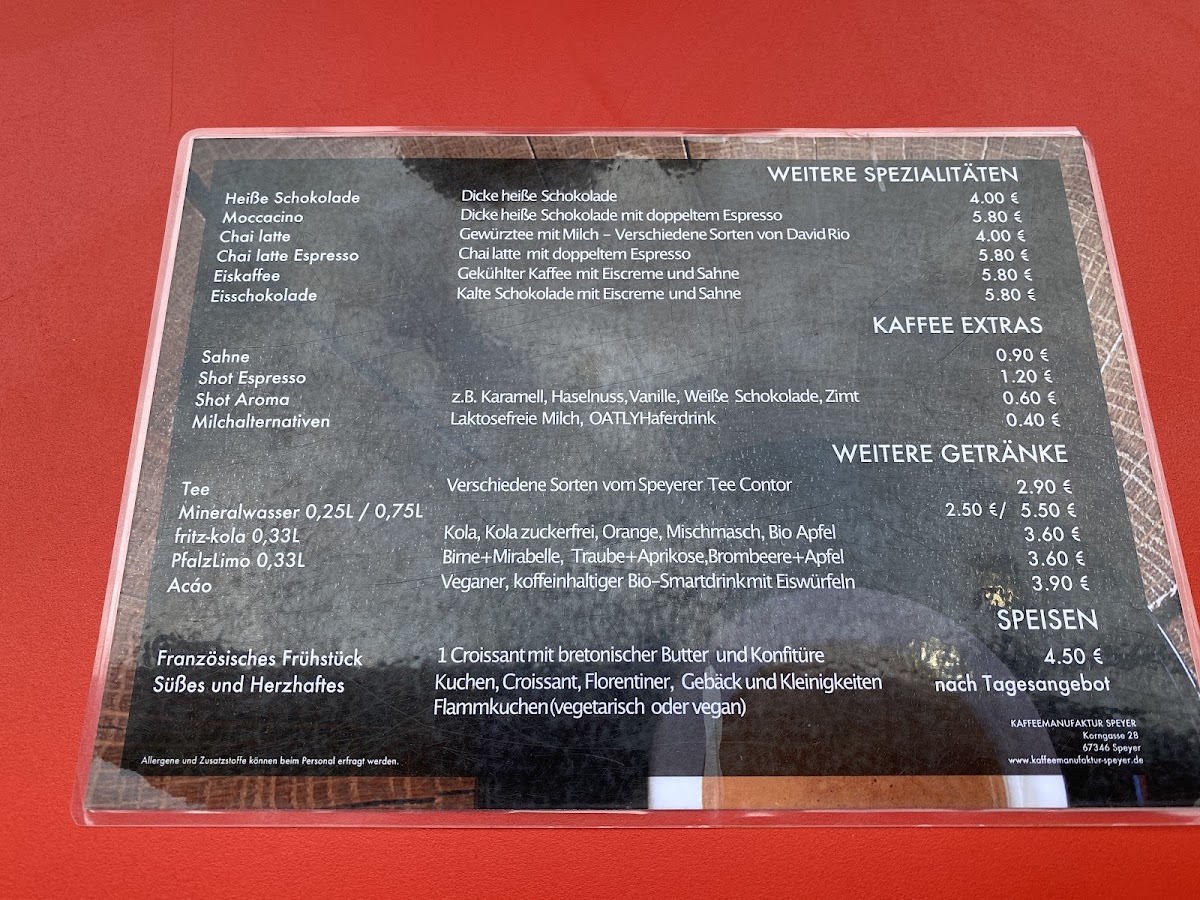 WEITERE SPEZIALITÄTEN
Heiße Schokolade Dicke heiße Schokolade 4.00 €
Moccacino Dicke heiße Schokolade mit doppeltem Espresso 5.80 €
Chai latte Gewürztee mit Milch - Verschiedene Sorten von David Rio 4.00 €
Chai latte Espresso Chai latte mit doppeltem Espresso 5.80 €
Eiskaffee Gekühlter Kaffee mit Eiscreme und Sahne 5.80 €
Eisschokolade Kalte Schokolade mit Eiscreme und Sahne 5.80 €
KAFFEE EXTRAS
Sahne 0.90 €
Shot Espresso 1.20 €
Shot Aroma z.B. Karamell, Haselnuss, Vanille, Weiße Schokolade, Zimt 0.60 €
Milchalternativen Laktosefreie Milch, OATLY Haferdrink 0.40 €
WEITERE GETRÄNKE
Tee Verschiedene Sorten vom Speyerer Tee Contor 2.90 €
Mineralwasser 0,25L / 0,75L 2.50 €/ 5.50 €
fritz-kola 0,33L Kola, Kola zuckerfrei, Orange, Mischmasch, Bio Apfel 3.60 €
PfalzLimo 0,33L Birne+Mirabelle, Traube+Aprikose, Brombeere+Apfel 3.60 €
Acáo Veganer, koffeinhaltiger Bio-Smartdrink mit Eiswürfeln 3.90 €
SPEISEN
Französisches Frühstück 1 Croissant mit bretonischer Butter und Konfitüre 4.50 €
Süßes und Herzhaftes Kuchen, Croissant, Florentiner, Gebäck und Kleinigkeiten nach Tagesangebot
Flammkuchen (vegetarisch oder vegan)
KAFFEEMANUFAKTUR SPEYER
Korngasse 28
67346 Speyer
www.kaffeemanufaktur-speyer.de
Allergene und Zusatzstoffe können beim Personal erfragt werden.